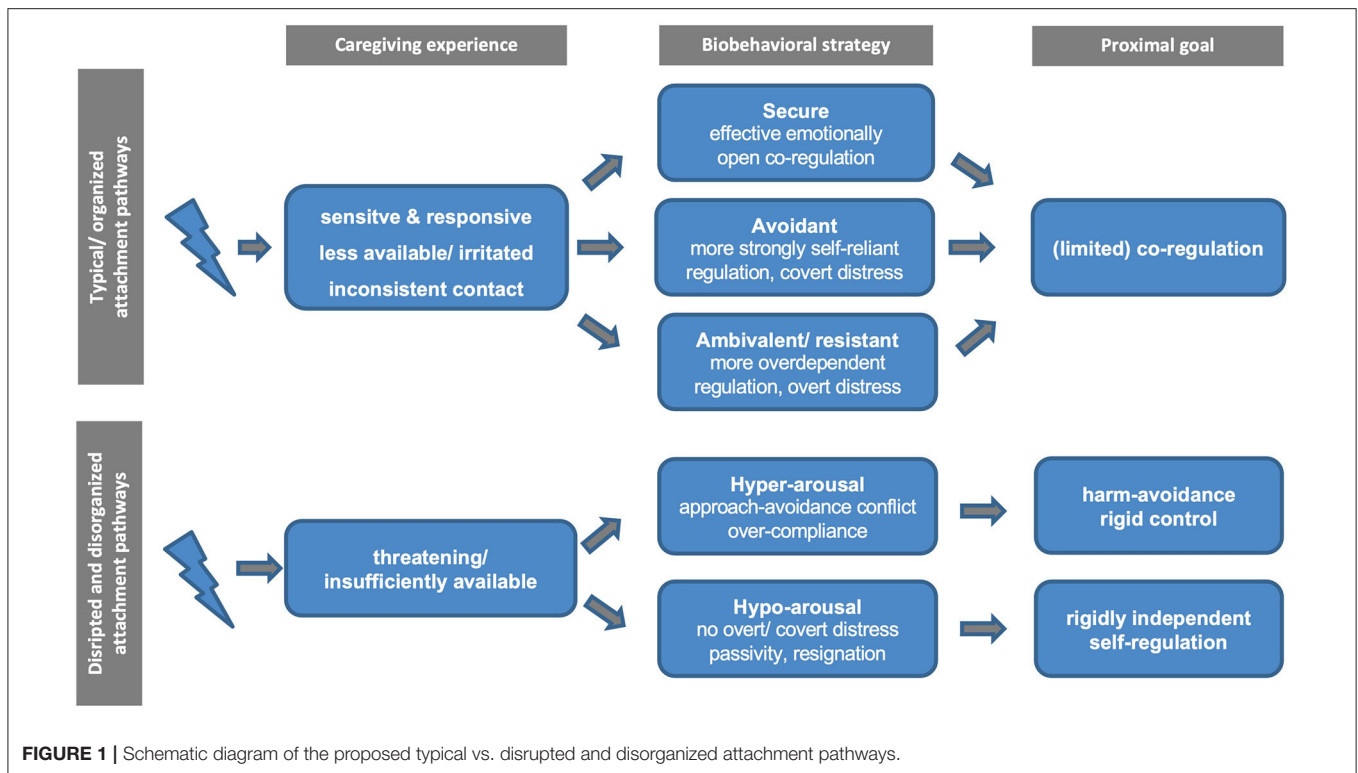 Caregiving experience
Biobehavioral strategy
Proximal goal
Typical/ organized
attachment pathways
sensitve & responsive
less available/ irritated
inconsistent contact
Secure
effective emotionally
open co-regulation
Avoidant
more strongly self-reliant
regulation, covert distress
Ambivalent/ resistant
more overdependent
regulation, overt distress
(limited) co-regulation
Disripted and disorganized
attachment pathways
threatening/
insufficiently available
Hyper-arousal
approach-avoidance conflict
over-compliance
Hypo-arousal
no overt/ covert distress
passivity, resignation
harm-avoidance
rigid control
rigidly independent
self-regulation
FIGURE 1 | Schematic diagram of the proposed typical vs. disrupted and disorganized attachment pathways.